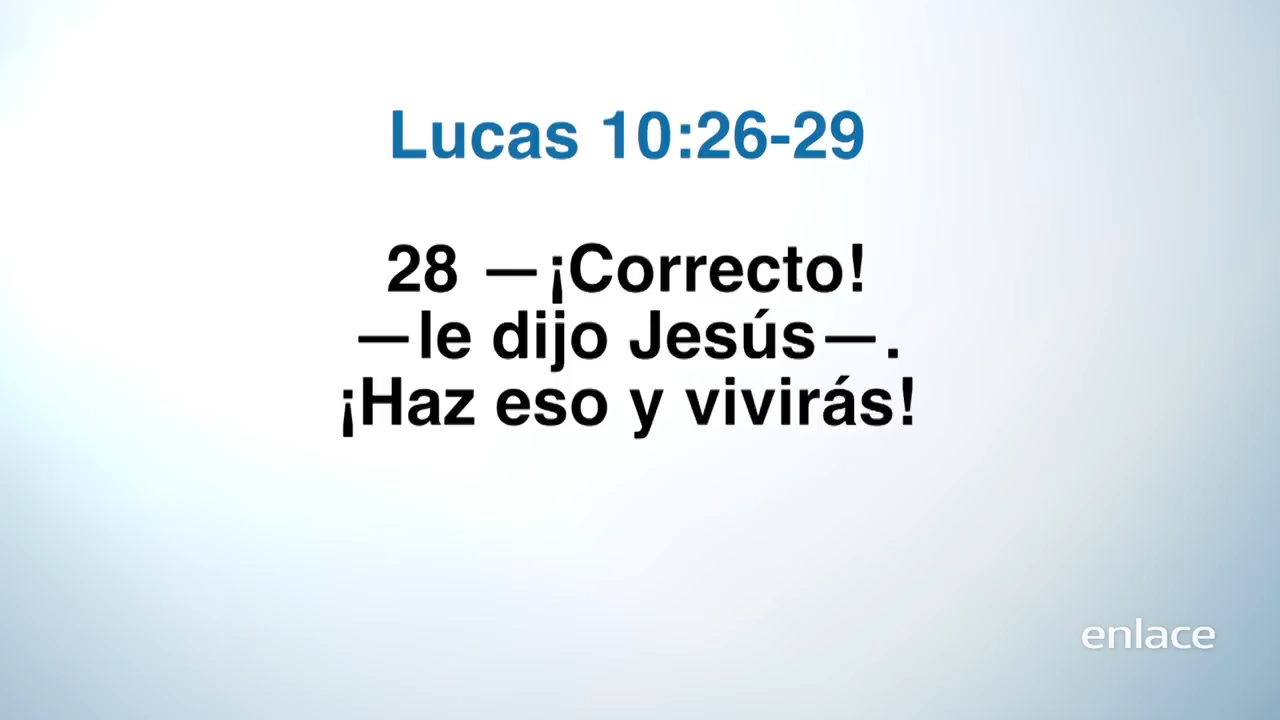 Lucas 10:26-29
28 —¡Correcto!
—le dijo Jesús—.
¡Haz eso y vivirás!
enlace